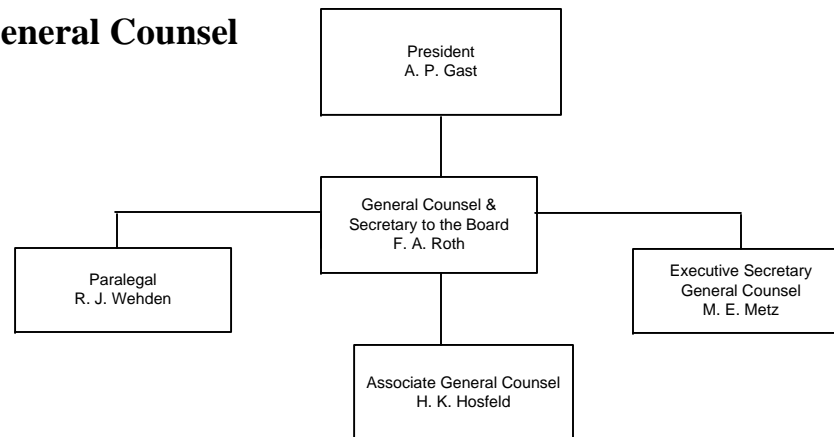 eneral Counsel
President
A. P. Gast
General Counsel &
Secretary to the Board
F. A. Roth
Paralegal
R. J. Wehden
Executive Secretary
General Counsel
M. E. Metz
Associate General Counsel
H. K. Hosfeld